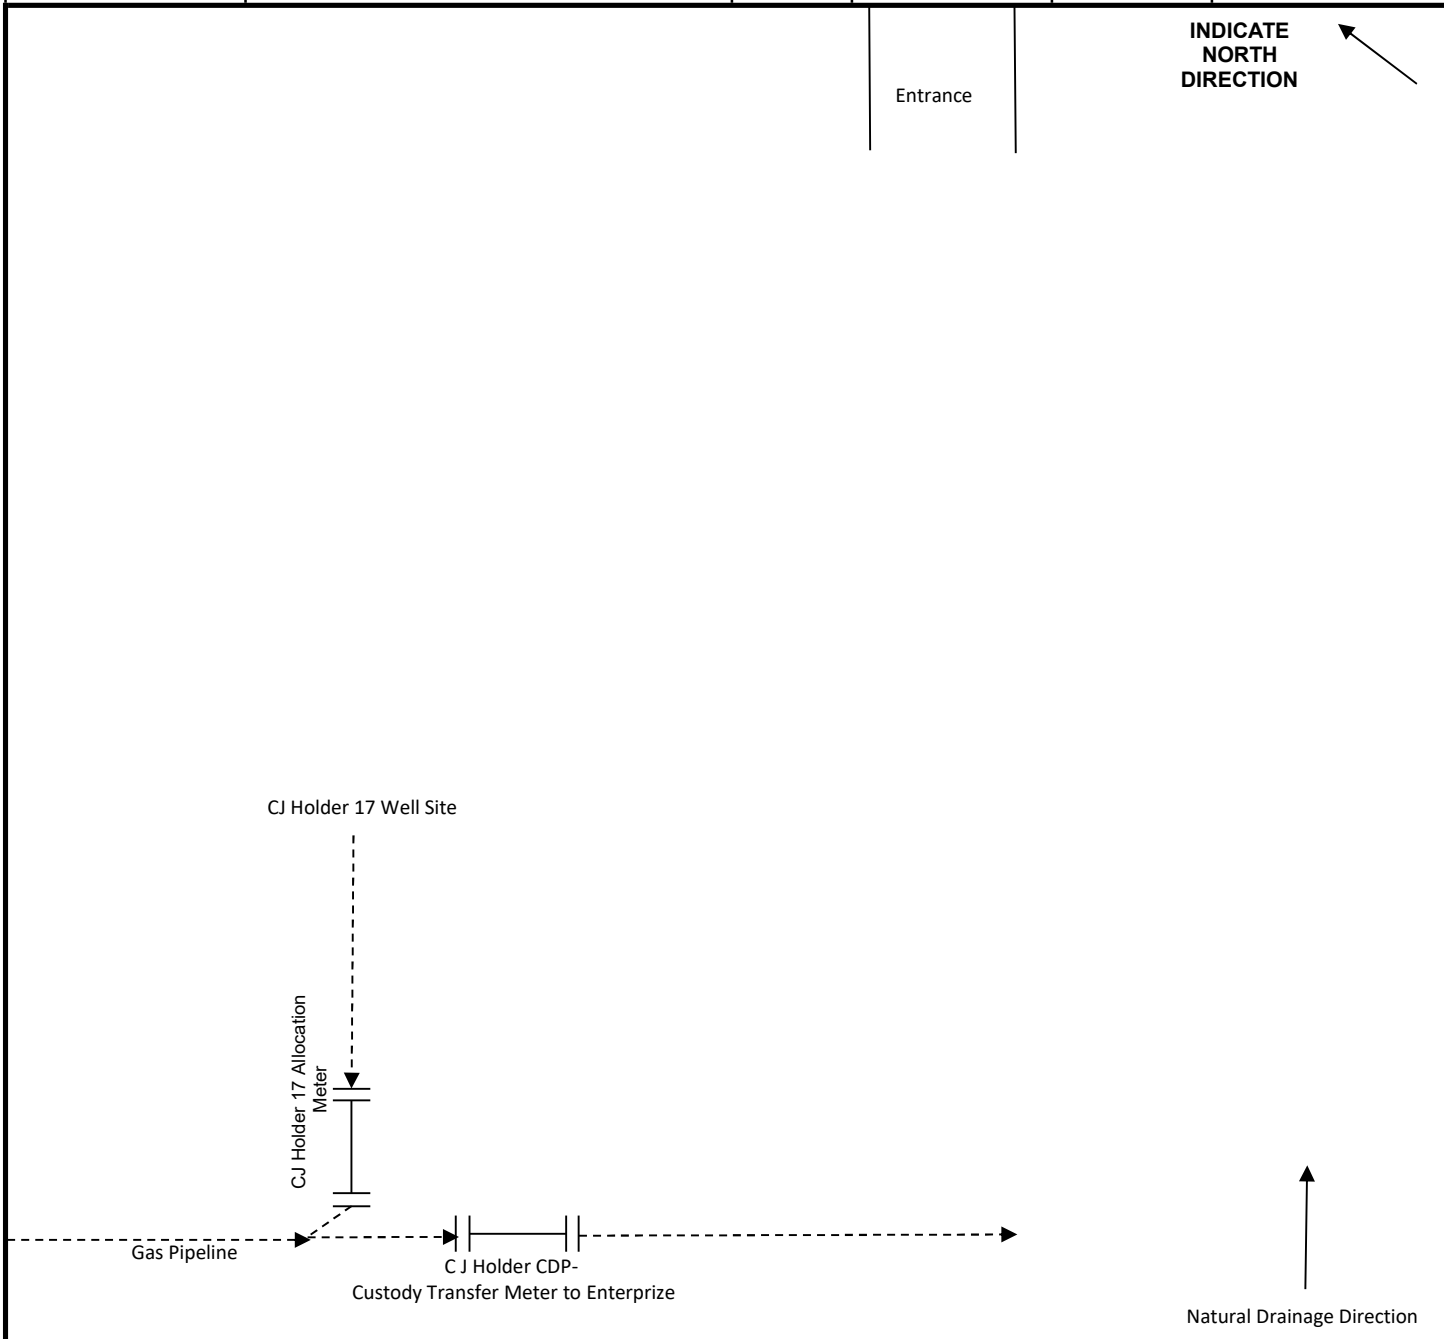 INDICATE
NORTH
DIRECTION
Entrance
CJ Holder 17 Well Site
CJ Holder 17 Allocation
Meter
Gas Pipeline
C J Holder CDP-
Custody Transfer Meter to Enterprize
Natural Drainage Direction